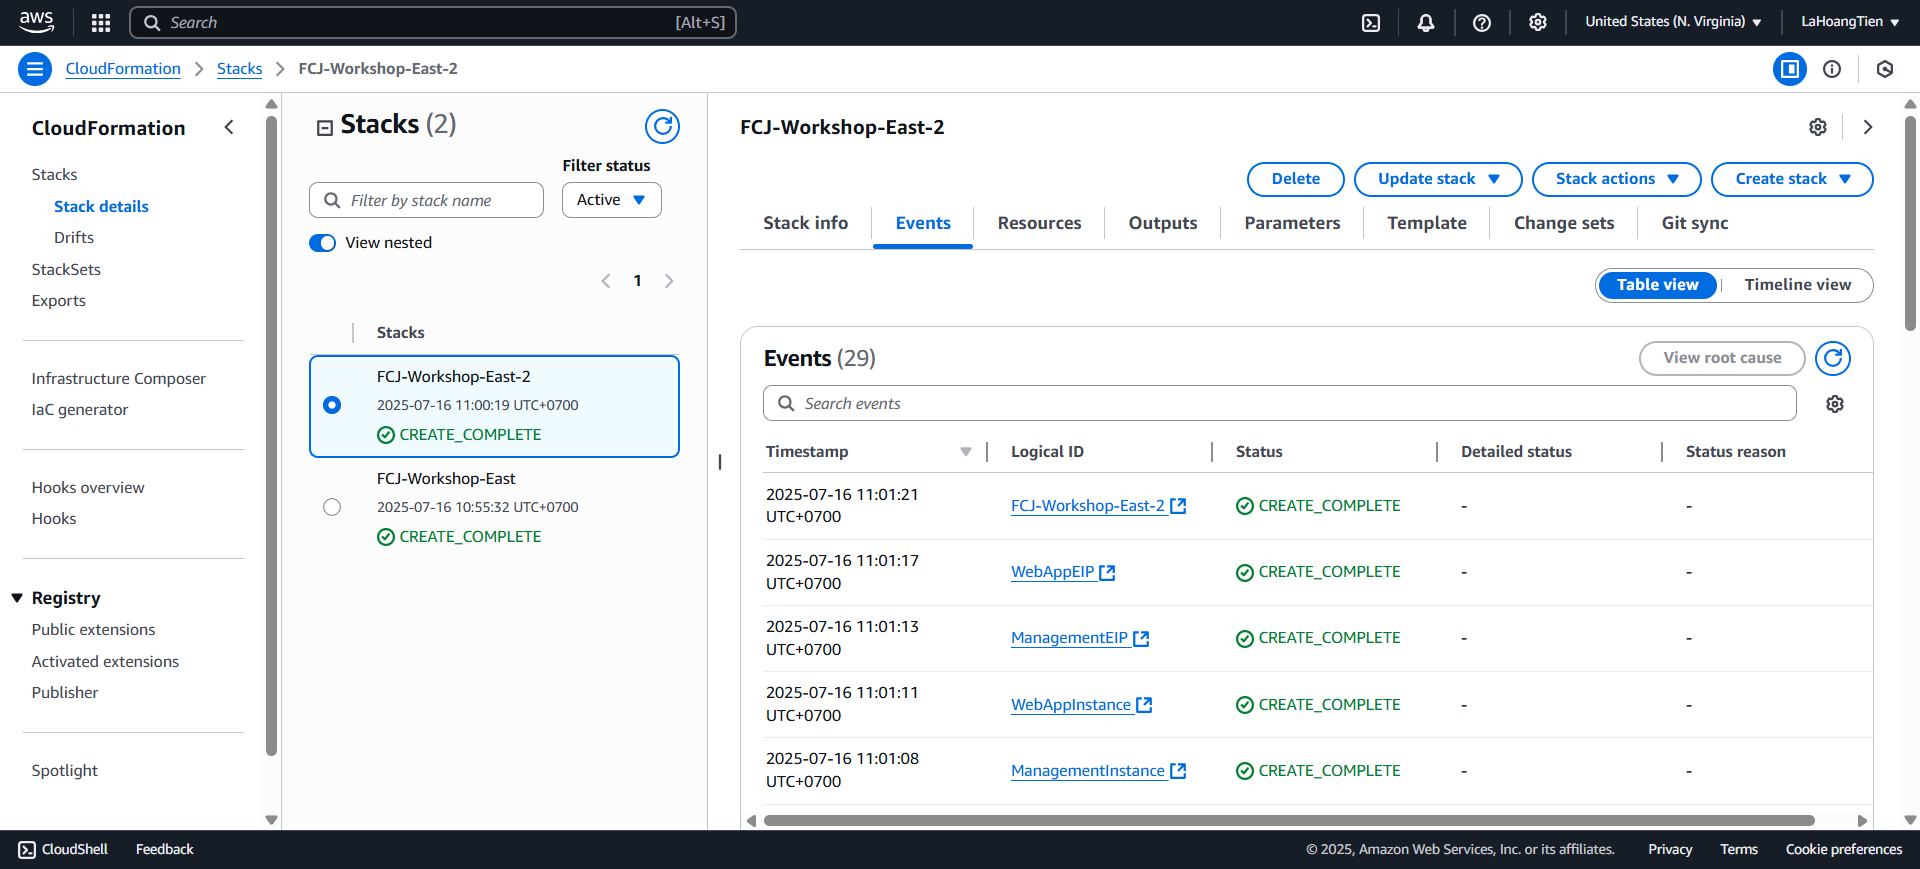 aws
Search [Alt+S]
United States (N. Virginia)
LaHoangTien
CloudFormation
Stacks
FCJ-Workshop-East-2
CloudFormation
Stacks
Stack details
Drifts
StackSets
Exports
Infrastructure Composer
IaC generator
Hooks overview
Hooks
Registry
Public extensions
Activated extensions
Publisher
Spotlight
Stacks (2)
Filter status
Filter by stack name
Active
View nested
1
Stacks
FCJ-Workshop-East-2
2025-07-16 11:00:19 UTC+0700
CREATE_COMPLETE
FCJ-Workshop-East
2025-07-16 10:55:32 UTC+0700
CREATE_COMPLETE
FCJ-Workshop-East-2
Delete
Update stack
Stack actions
Create stack
Stack info
Events
Resources
Outputs
Parameters
Template
Change sets
Git sync
Table view
Timeline view
Events (29)
View root cause
Search events
Timestamp
Logical ID
Status
Detailed status
Status reason
2025-07-16 11:01:21
UTC+0700
FCJ-Workshop-East-2
CREATE_COMPLETE
-
-
2025-07-16 11:01:17
UTC+0700
WebAppEIP
CREATE_COMPLETE
-
-
2025-07-16 11:01:13
UTC+0700
ManagementEIP
CREATE_COMPLETE
-
-
2025-07-16 11:01:11
UTC+0700
WebAppInstance
CREATE_COMPLETE
-
-
2025-07-16 11:01:08
UTC+0700
ManagementInstance
CREATE_COMPLETE
-
-
CloudShell
Feedback
© 2025, Amazon Web Services, Inc. or its affiliates.
Privacy
Terms
Cookie preferences